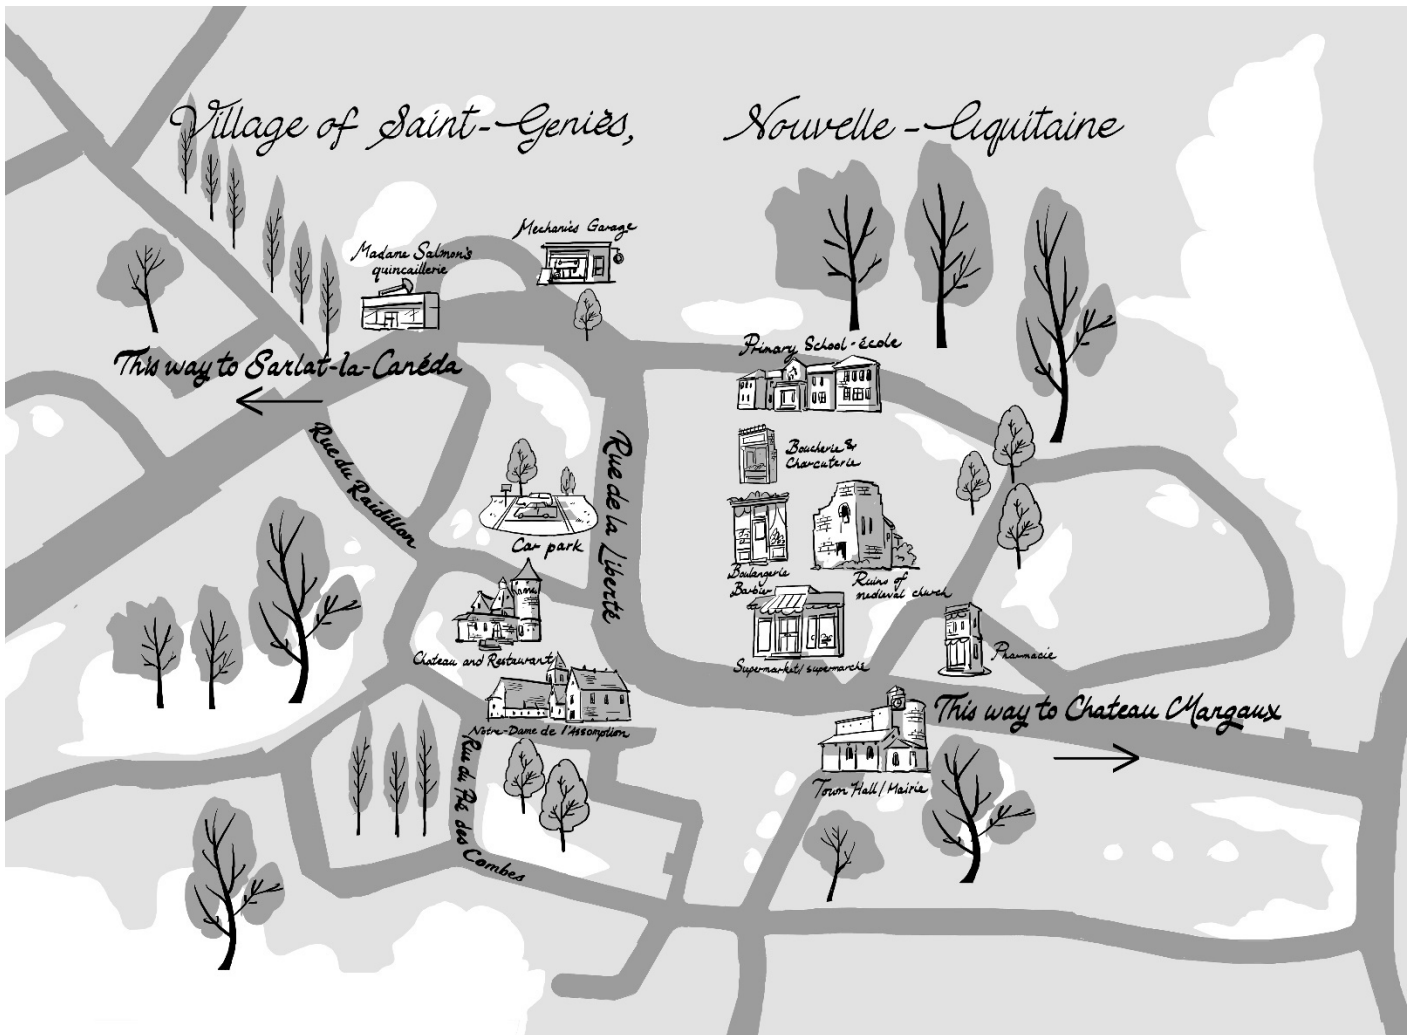 Village of Saint-Geniès,
Nouvelle-Aquitaine
Mechanics Garage
Madame Salmon's
quincaillerie
Primary School-école
This way to Sarlat-la-Canéda
Rue du Raidillon
Rue de la Liberté
Boucherie &
Charcuterie
Car park
Boulangerie
Barbier
Ruins of
medieval church
Chateau and Restaurant
Supermarket/supermarché
Pharmacie
This way to Chateau Margaux
Notre-Dame de l'Assomption
Rue du Pré des Combes
Town Hall/Mairie